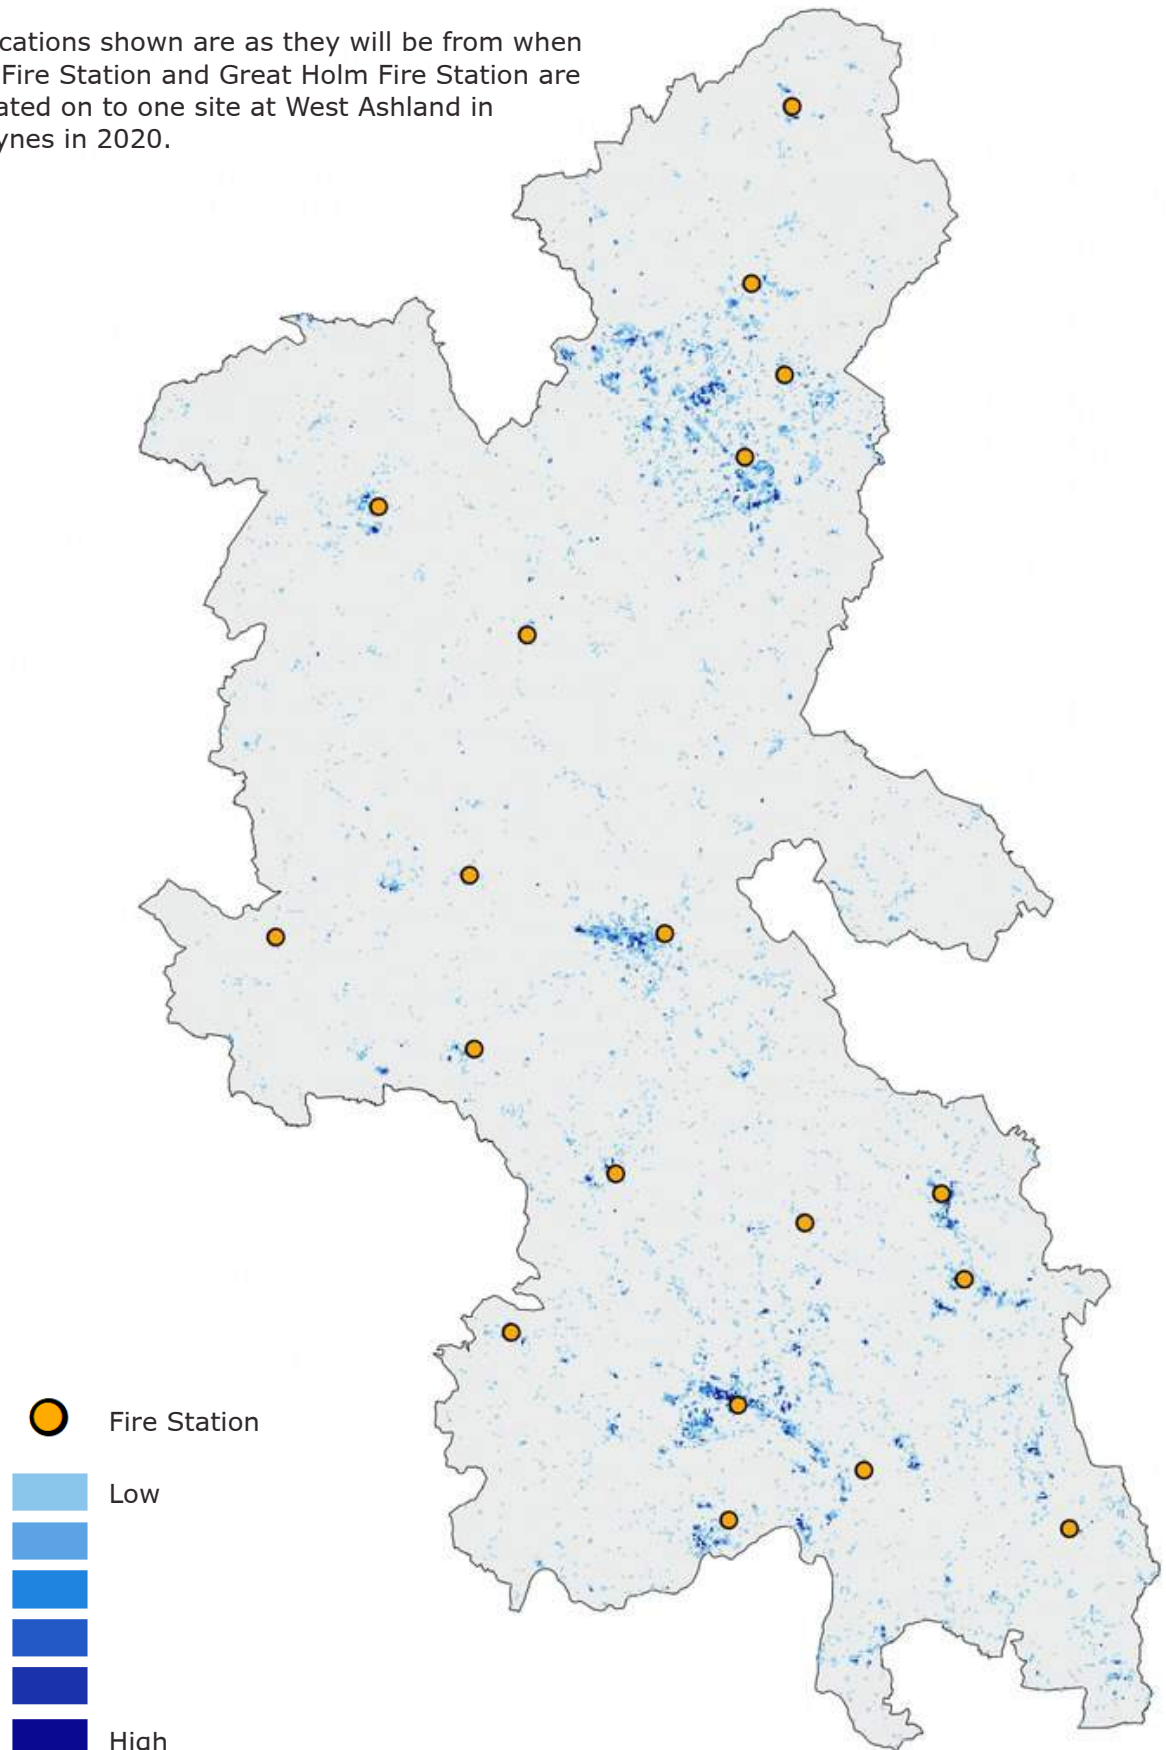 cations shown are as they will be from when
Fire Station and Great Holm Fire Station are
ated on to one site at West Ashland in
ynes in 2020.
Fire Station
Low
High